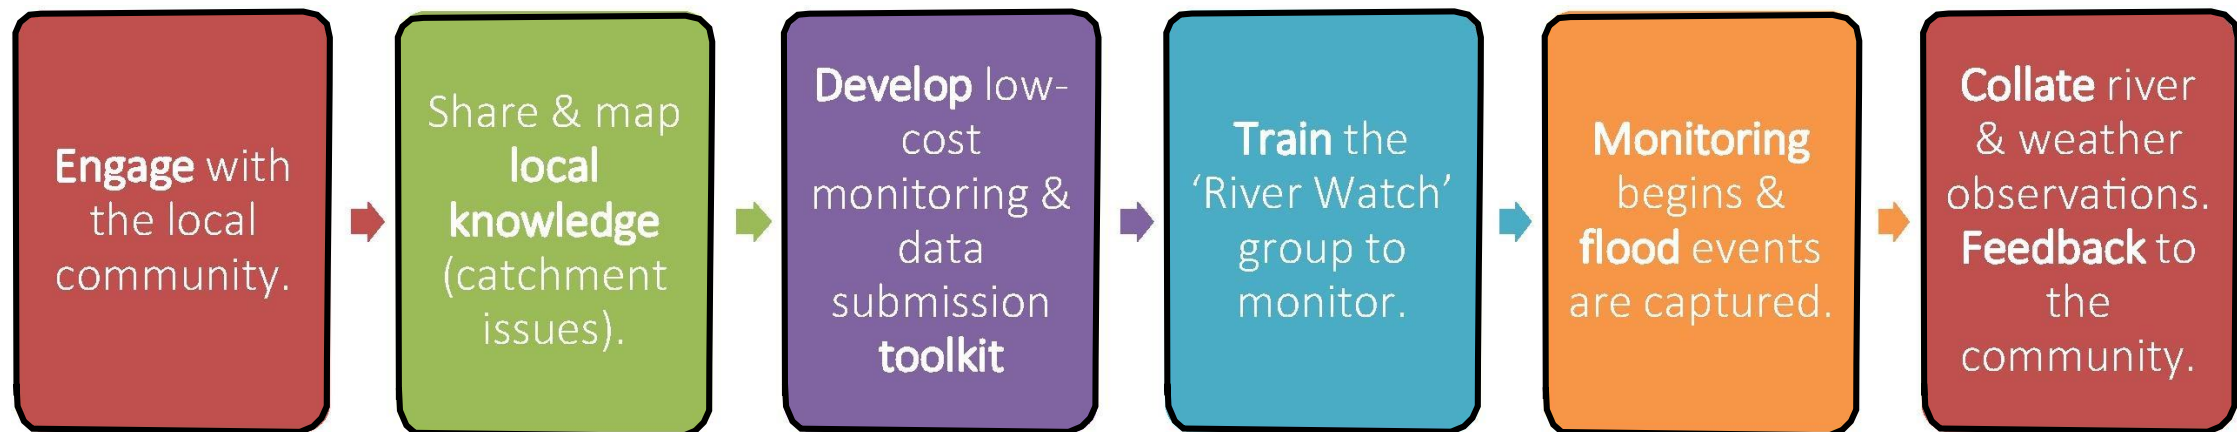 Engage with
the local
community.
Share & map
local
knowledge
(catchment
issues).
Develop low-
cost
monitoring &
data
submission
toolkit
Train the
‘River Watch’
group to
monitor.
Monitoring
begins &
flood events
are captured.
Collate river
& weather
observations.
Feedback to
the
community.